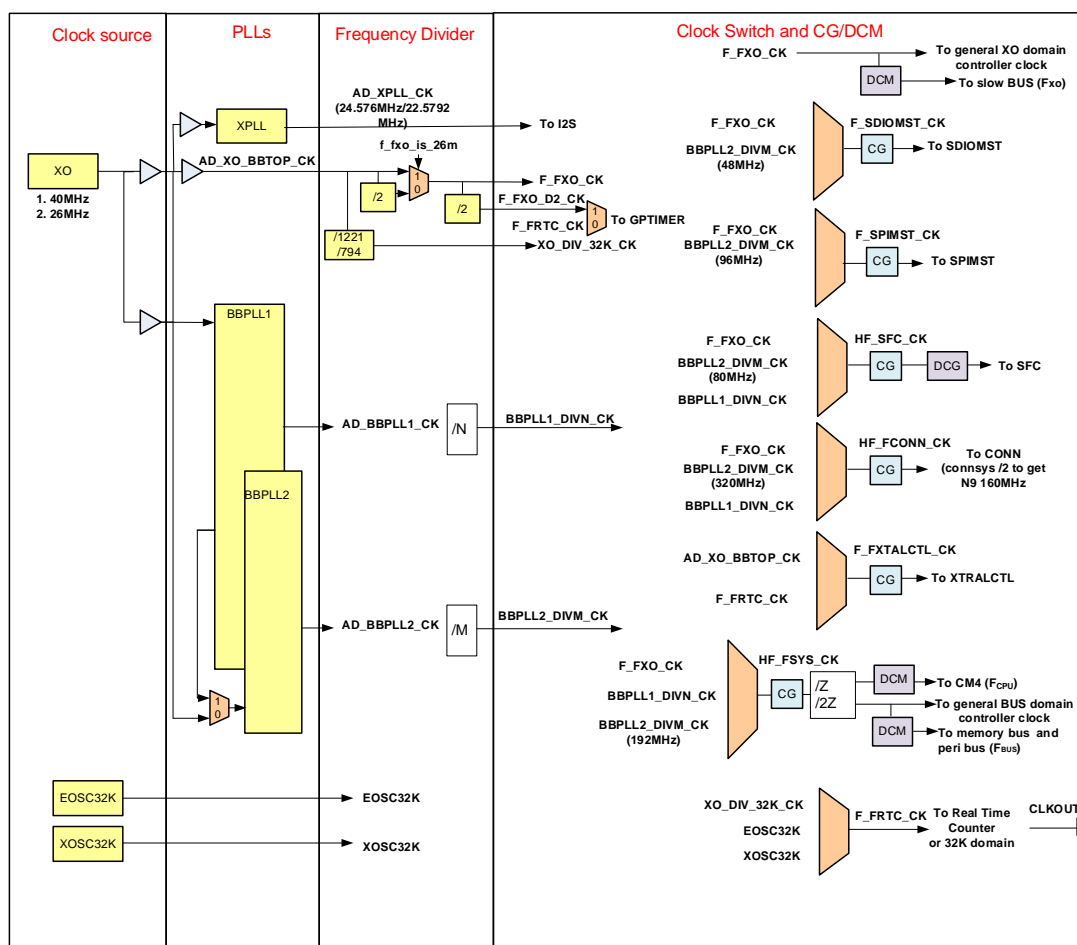 Clock source
PLLs
Frequency Divider
Clock Switch and CG/DCM
XO
1. 40MHz
2. 26MHz
EOSC32K
XOSC32K
XPLL
AD_XO_BBTOP_CK
BBPLL1
BBPLL2
1
0
AD_XPLL_CK
(24.576MHz/22.5792
MHz)
To I2S
f_fxo_is_26m
1
0
/2
F_FXO_CK
/2
F_FXO_D2_CK
F_FRTC_CK
1
0
To GPTIMER
/1221
/794
XO_DIV_32K_CK
AD_BBPLL1_CK
/N
BBPLL1_DIVN_CK
AD_BBPLL2_CK
/M
BBPLL2_DIVM_CK
EOSC32K
XOSC32K
F_FXO_CK
To general XO domain
controller clock
DCM
To slow BUS (Fxo)
F_FXO_CK
BBPLL2_DIVM_CK
(48MHz)
F_SDIOMST_CK
CG
To SDIOMST
F_FXO_CK
BBPLL2_DIVM_CK
(96MHz)
F_SPIMST_CK
CG
To SPIMST
F_FXO_CK
BBPLL2_DIVM_CK
(80MHz)
BBPLL1_DIVN_CK
HF_SFC_CK
CG
DCG
To SFC
F_FXO_CK
BBPLL2_DIVM_CK
(320MHz)
BBPLL1_DIVN_CK
HF_FCONN_CK
CG
To CONN
(connsys /2 to get
N9 160MHz
AD_XO_BBTOP_CK
F_FRTC_CK
F_FXTALCTL_CK
CG
To XTRALCTL
F_FXO_CK
BBPLL1_DIVN_CK
BBPLL2_DIVM_CK
(192MHz)
HF_FSYS_CK
CG
/Z
/2Z
DCM
To CM4 (FCPU)
To general BUS domain
controller clock
DCM
To memory bus and
peri bus (FBUS)
XO_DIV_32K_CK
EOSC32K
XOSC32K
F_FRTC_CK
To Real Time
Counter
or 32K domain
CLKOUT